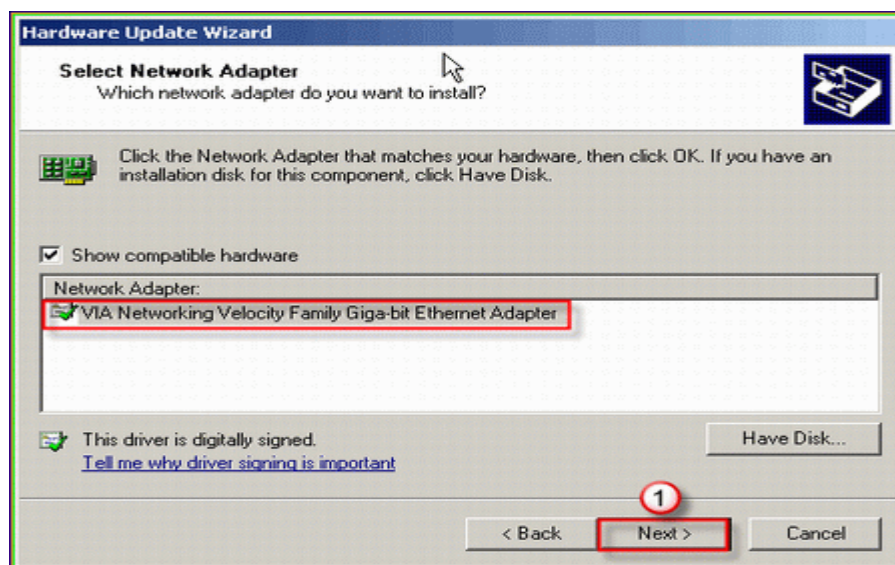 Hardware Update Wizard
Select Network Adapter
Which network adapter do you want to install?
Click the Network Adapter that matches your hardware, then click OK. If you have an
installation disk for this component, click Have Disk.
Show compatible hardware
Network Adapter:
VIA Networking Velocity Family Giga-bit Ethernet Adapter
This driver is digitally signed.
Have Disk...
Tell me why driver signing is important
1
< Back Next > Cancel